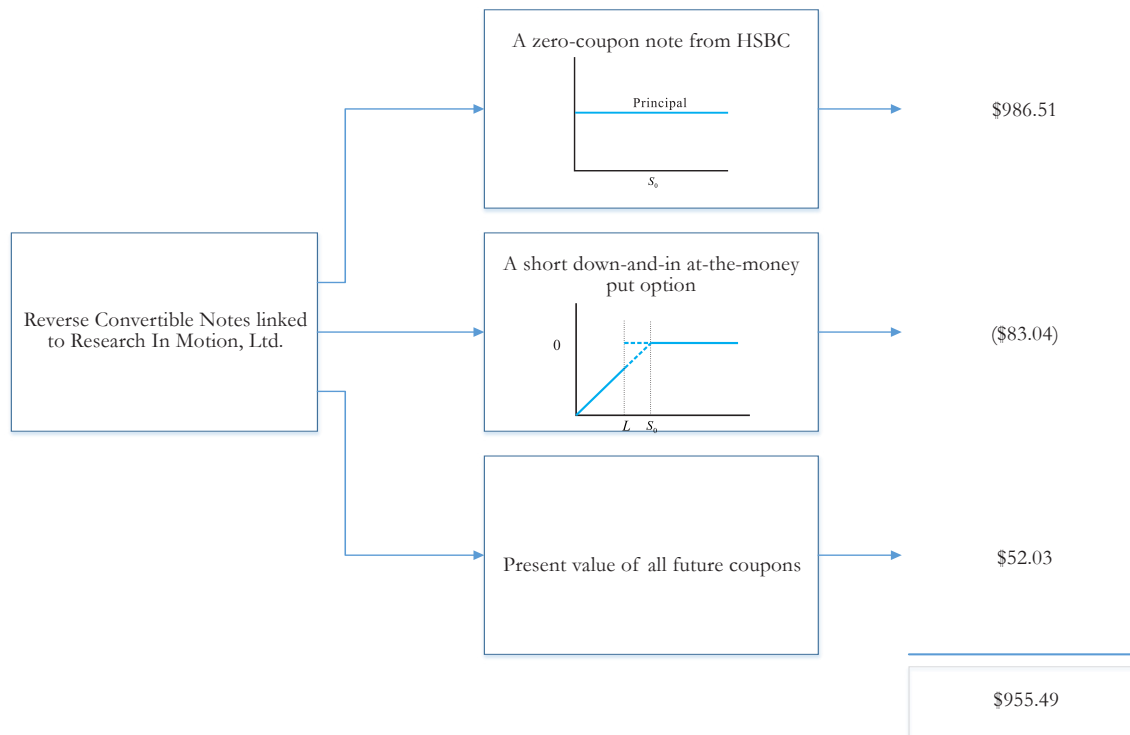 A zero-coupon note from HSBC
Principal
S₀
$986.51
Reverse Convertible Notes linked
to Research In Motion, Ltd.
A short down-and-in at-the-money
put option
0
L S₀
($83.04)
Present value of all future coupons
$52.03
$955.49